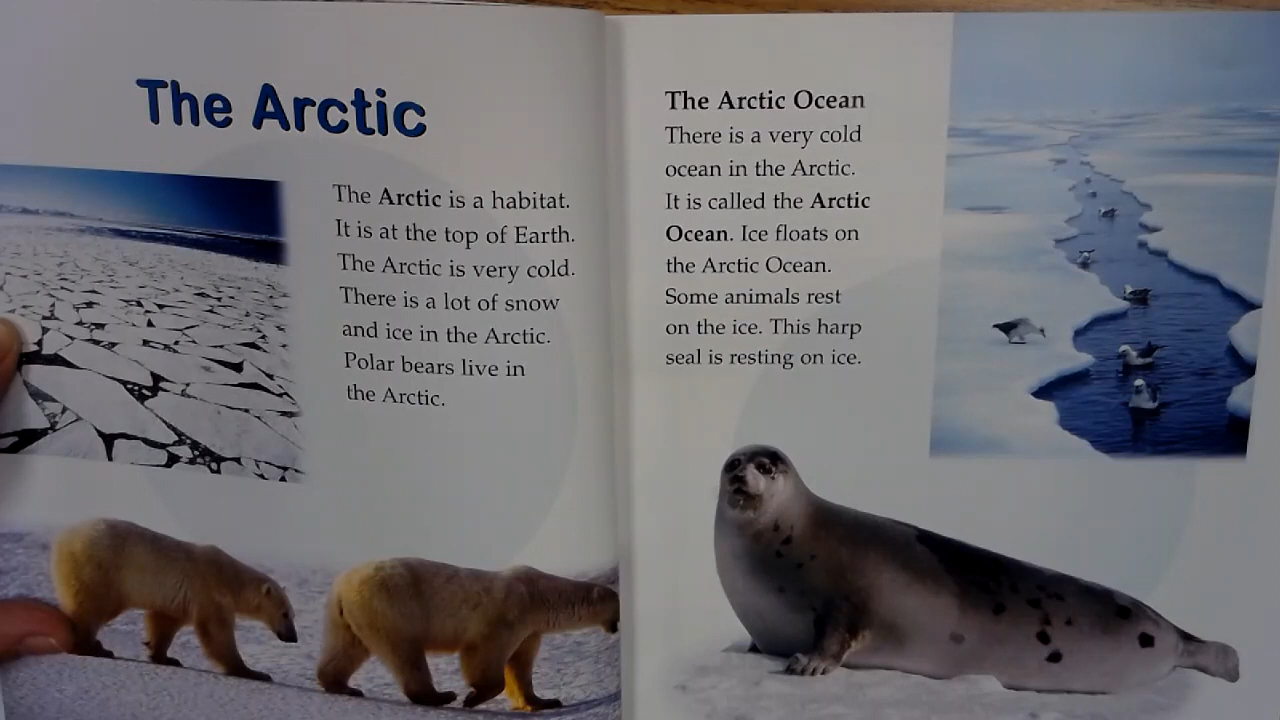 The Arctic
The Arctic is a habitat.
It is at the top of Earth.
The Arctic is very cold.
There is a lot of snow
and ice in the Arctic.
Polar bears live in
the Arctic.
The Arctic Ocean
There is a very cold
ocean in the Arctic.
It is called the Arctic
Ocean. Ice floats on
the Arctic Ocean.
Some animals rest
on the ice. This harp
seal is resting on ice.